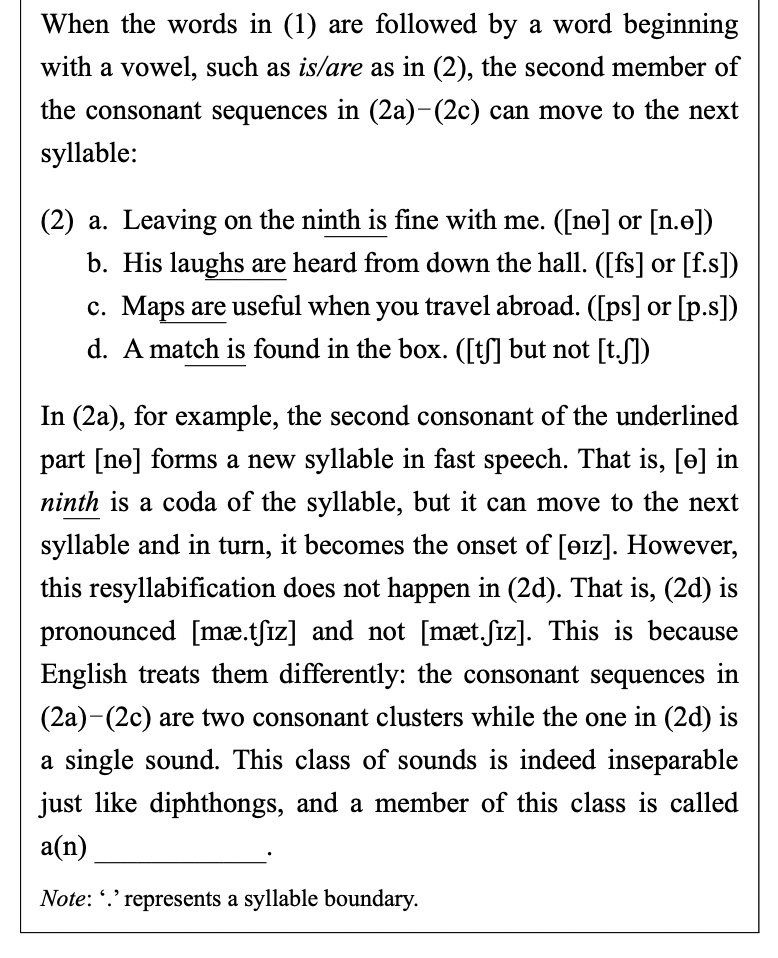 When the words in (1) are followed by a word beginning
with a vowel, such as is/are as in (2), the second member of
the consonant sequences in (2a)−(2c) can move to the next
syllable:
(2) a. Leaving on the ninth is fine with me. ([nɵ] or [n.ɵ])
b. His laughs are heard from down the hall. ([fs] or [f.s])
c. Maps are useful when you travel abroad. ([ps] or [p.s])
d. A match is found in the box. ([tʃ] but not [t.ʃ])
In (2a), for example, the second consonant of the underlined
part [nɵ] forms a new syllable in fast speech. That is, [ɵ] in
ninth is a coda of the syllable, but it can move to the next
syllable and in turn, it becomes the onset of [ɵɪz]. However,
this resyllabification does not happen in (2d). That is, (2d) is
pronounced [mæ.tʃɪz] and not [mæt.ʃɪz]. This is because
English treats them differently: the consonant sequences in
(2a)−(2c) are two consonant clusters while the one in (2d) is
a single sound. This class of sounds is indeed inseparable
just like diphthongs, and a member of this class is called
a(n) ____________.
Note: ‘.’ represents a syllable boundary.